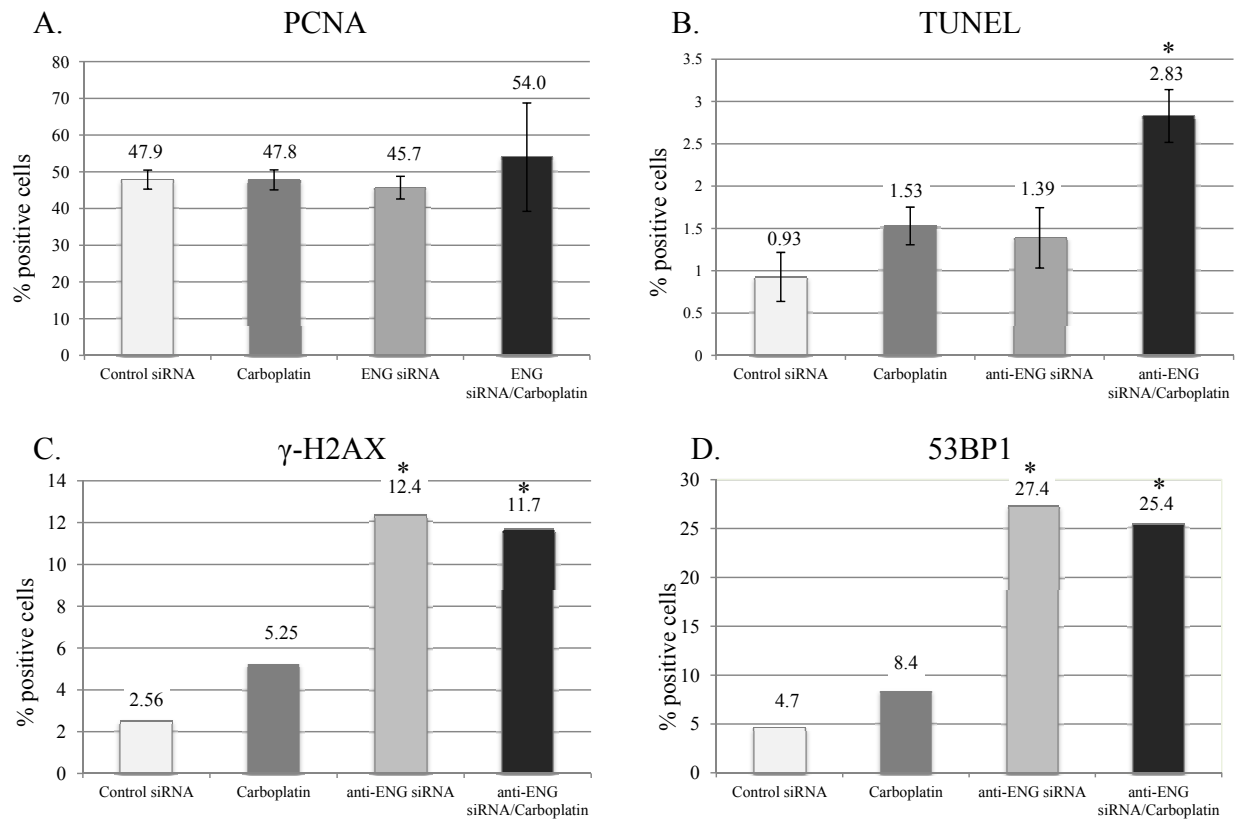 A.
PCNA
% positive cells
80
70
60
50
40
30
20
10
0
47.9
47.8
45.7
54.0
Control siRNA
Carboplatin
ENG siRNA
ENG
siRNA/Carboplatin
B.
TUNEL
% positive cells
3.5
3
2.5
2
1.5
1
0.5
0
0.93
1.53
1.39
*
2.83
Control siRNA
Carboplatin
anti-ENG siRNA
anti-ENG
siRNA/Carboplatin
C.
γ-H2AX
% positive cells
14
12
10
8
6
4
2
0
2.56
5.25
*
12.4
*
11.7
Control siRNA
Carboplatin
anti-ENG siRNA
anti-ENG
siRNA/Carboplatin
D.
53BP1
% positive cells
30
25
20
15
10
5
0
4.7
8.4
*
27.4
*
25.4
Control siRNA
Carboplatin
anti-ENG siRNA
anti-ENG
siRNA/Carboplatin